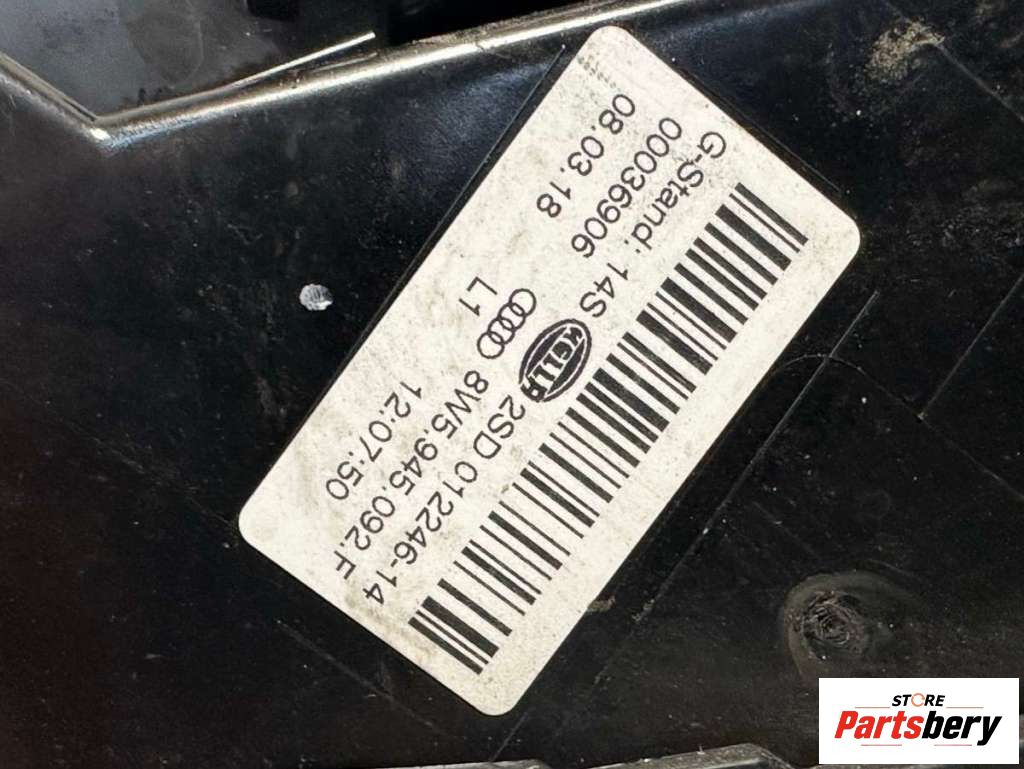 G-Stand: 14S
HELLA 2SD 012246-14
00036906
8W5.945.092.F
08.03.18
L1
12:07:50
STORE
Partsbery